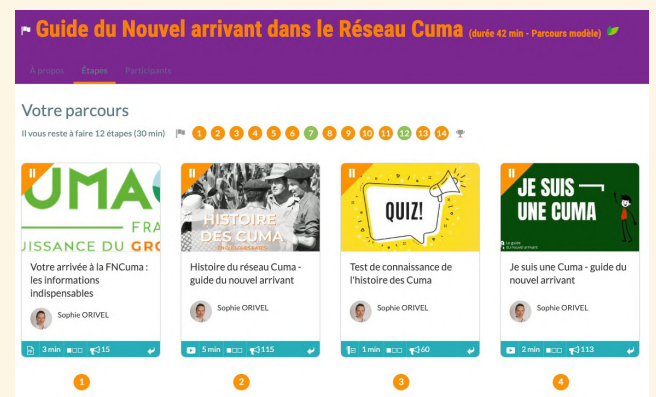 Guide du Nouvel arrivant dans le Réseau Cuma (durée 42 min - Parcours modèle)
À propos Étapes Participants
Votre parcours
Il vous reste à faire 12 étapes (30 min) 1 2 3 4 5 6 7 8 9 10 11 12 13 14
UMA
FRA
UISSANCE DU GRO
Votre arrivée à la FNCuma :
les informations
indispensables
Sophie ORIVEL
3 min 15
1
HISTOIRE
DES CUMA
Histoire du réseau Cuma -
guide du nouvel arrivant
Sophie ORIVEL
5 min 115
2
QUIZ!
Test de connaissance de
l'histoire des Cuma
Sophie ORIVEL
1 min 60
3
JE SUIS
UNE CUMA
Le guide
du nouvel arrivant
Je suis une Cuma - guide du
nouvel arrivant
Sophie ORIVEL
2 min 113
4